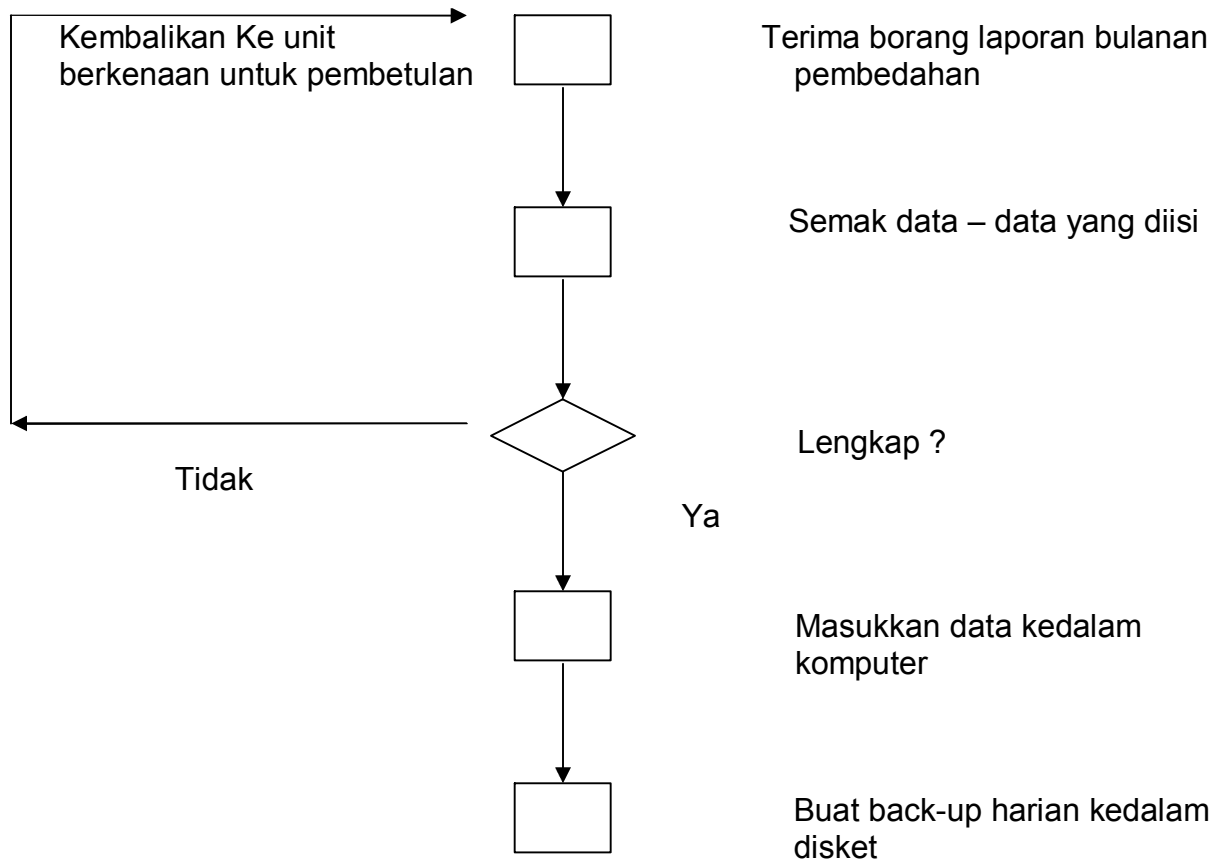 Kembalikan Ke unit
berkenaan untuk pembetulan
Terima borang laporan bulanan
pembedahan
Semak data – data yang diisi
Lengkap ?
Tidak
Ya
Masukkan data kedalam
komputer
Buat back-up harian kedalam
disket